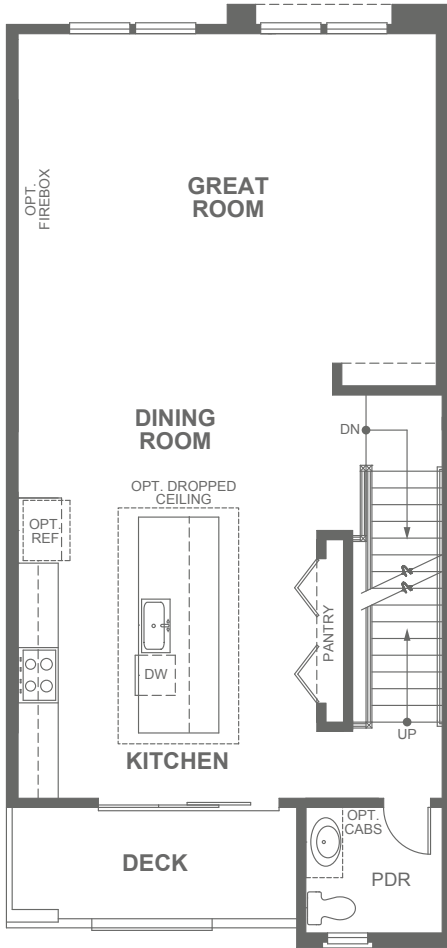 OPT.
FIREBOX
GREAT
ROOM
DINING
ROOM
DN
OPT. DROPPED
CEILING
OPT.
REF
PANTRY
DW
UP
KITCHEN
OPT.
CABS
DECK
PDR